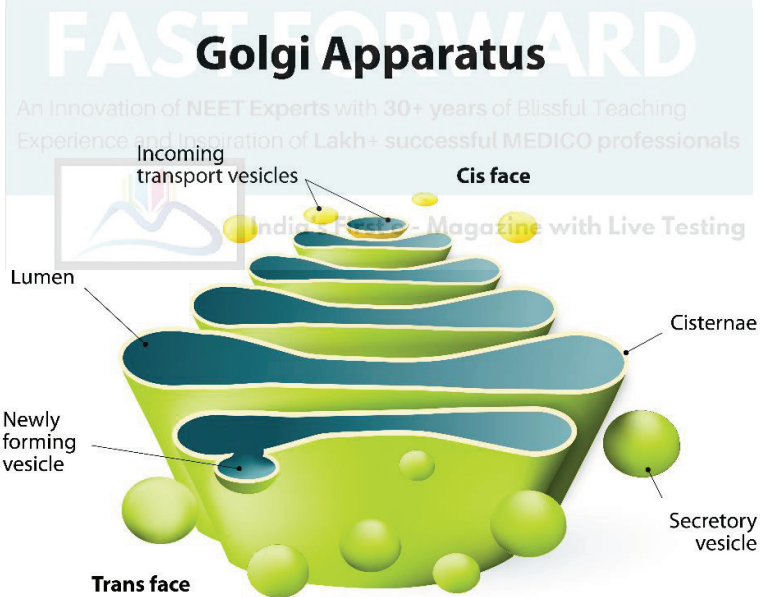 FAST FORWARD
Golgi Apparatus
An Innovation of NEET Experts with 30+ years of Blissful Teaching
Experience and Inspiration of Lakh+ successful MEDICO professionals
Incoming
transport vesicles
Cis face
India's First e - Magazine with Live Testing
Lumen
Cisternae
Newly
forming
vesicle
Secretory
vesicle
Trans face